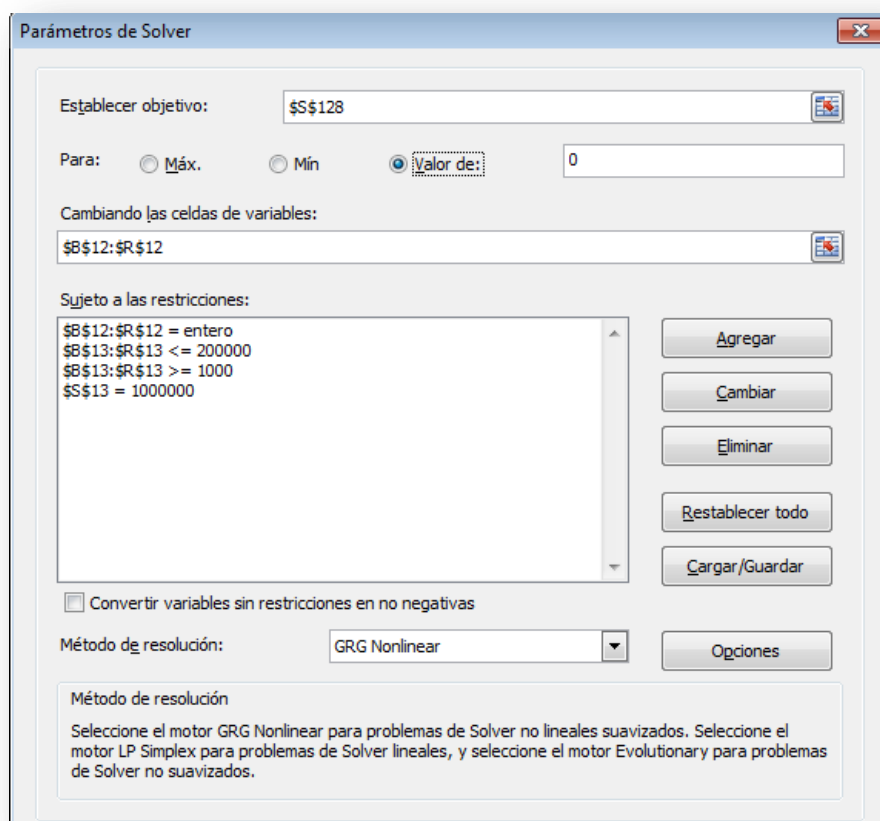 Parámetros de Solver
Establecer objetivo: $S$128
Para: Máx. Mín Valor de: 0
Cambiando las celdas de variables:
$B$12:$R$12
Sujeto a las restricciones:
$B$12:$R$12 = entero
$B$13:$R$13 <= 200000
$B$13:$R$13 >= 1000
$S$13 = 1000000
Agregar
Cambiar
Eliminar
Restablecer todo
Cargar/Guardar
Convertir variables sin restricciones en no negativas
Método de resolución: GRG Nonlinear Opciones
Método de resolución
Seleccione el motor GRG Nonlinear para problemas de Solver no lineales suavizados. Seleccione el
motor LP Simplex para problemas de Solver lineales, y seleccione el motor Evolutionary para problemas
de Solver no suavizados.